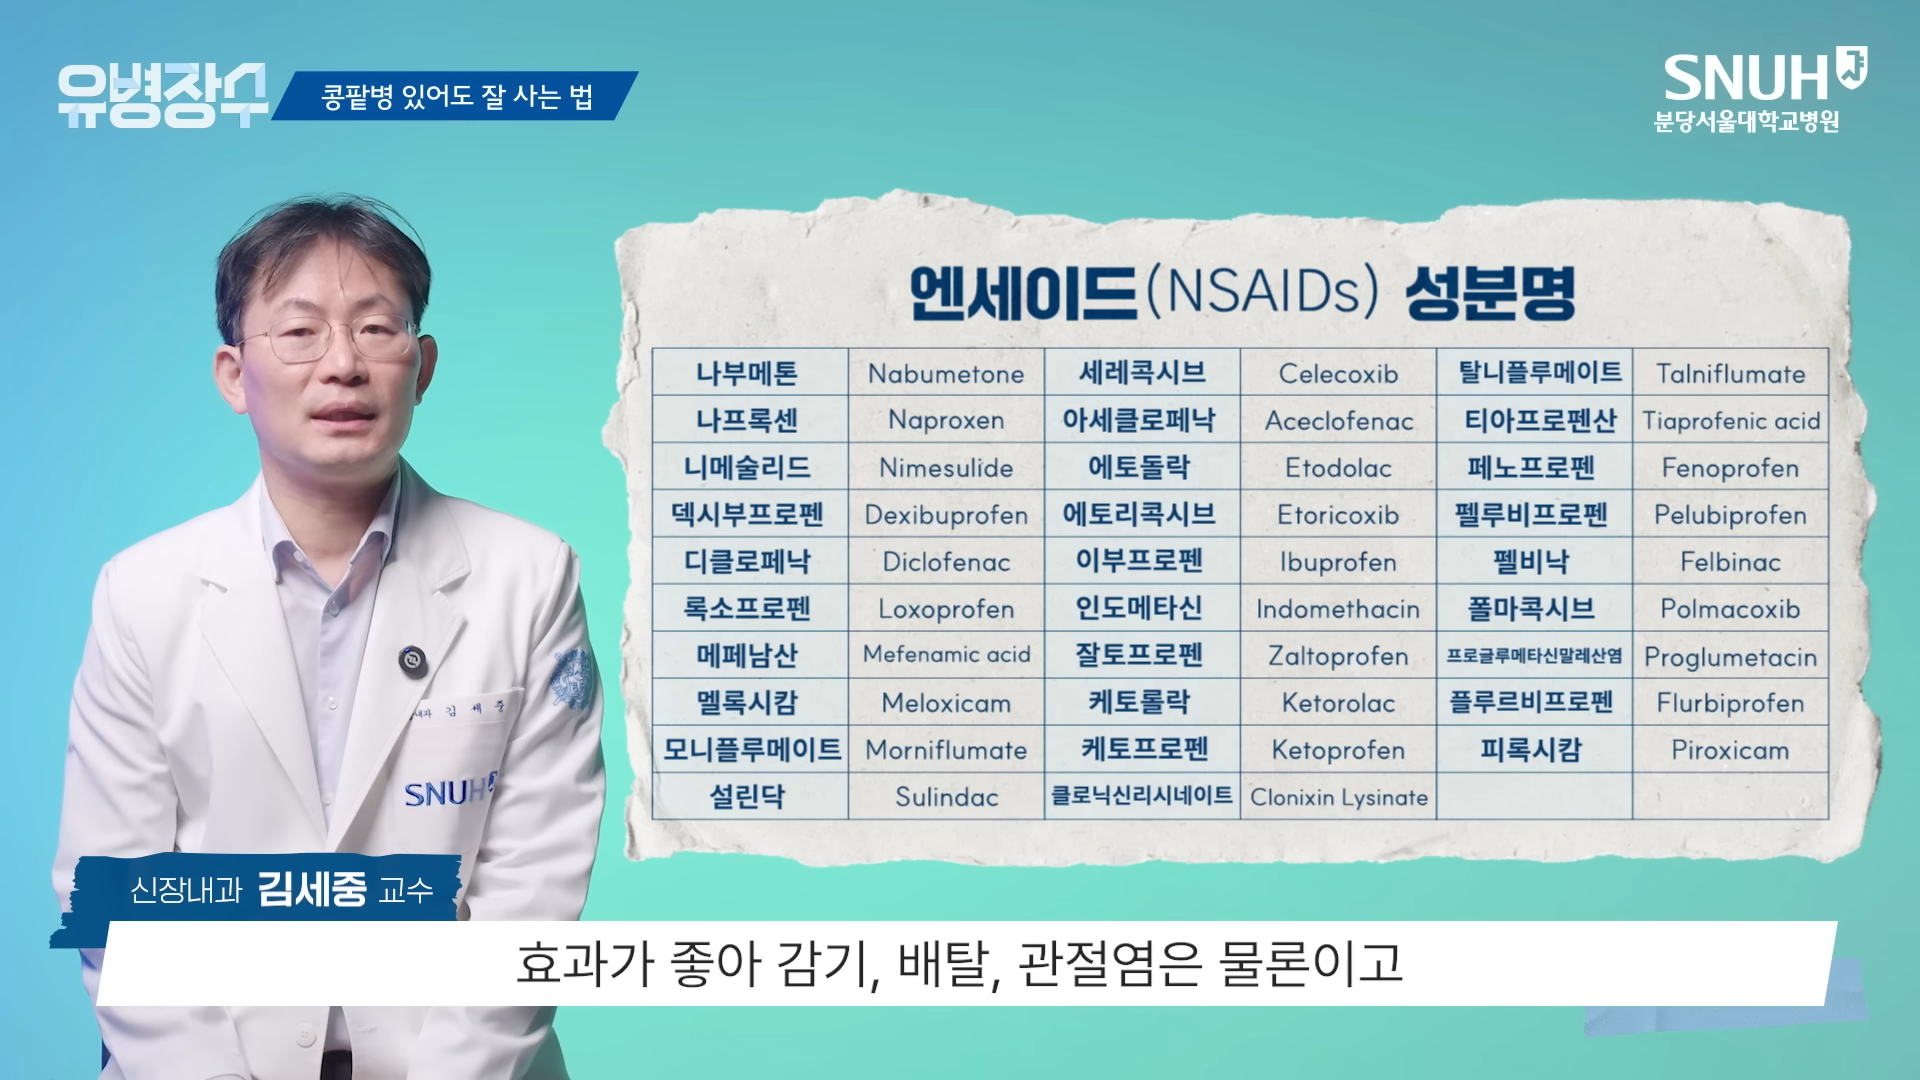 유병장수
콩팥병 있어도 잘 사는 법
SNUH
분당서울대학교병원
엔세이드(NSAIDs) 성분명
나부메톤 Nabumetone 세레콕시브 Celecoxib 탈니플루메이트 Talniflumate
나프록센 Naproxen 아세클로페낙 Aceclofenac 티아프로펜산 Tiaprofenic acid
니메술리드 Nimesulide 에토돌락 Etodolac 페노프로펜 Fenoprofen
덱시부프로펜 Dexibuprofen 에토리콕시브 Etoricoxib 펠루비프로펜 Pelubiprofen
디클로페낙 Diclofenac 이부프로펜 Ibuprofen 펠비낙 Felbinac
록소프로펜 Loxoprofen 인도메타신 Indomethacin 폴마콕시브 Polmacoxib
메페남산 Mefenamic acid 잘토프로펜 Zaltoprofen 프로글루메타신말레산염 Proglumetacin
멜록시캄 Meloxicam 케토롤락 Ketorolac 플루르비프로펜 Flurbiprofen
모니플루메이트 Morniflumate 케토프로펜 Ketoprofen 피록시캄 Piroxicam
설린닥 Sulindac 클로닉신리시네이트 Clonixin Lysinate
김세중
SNUH
신장내과 김세중 교수
효과가 좋아 감기, 배탈, 관절염은 물론이고